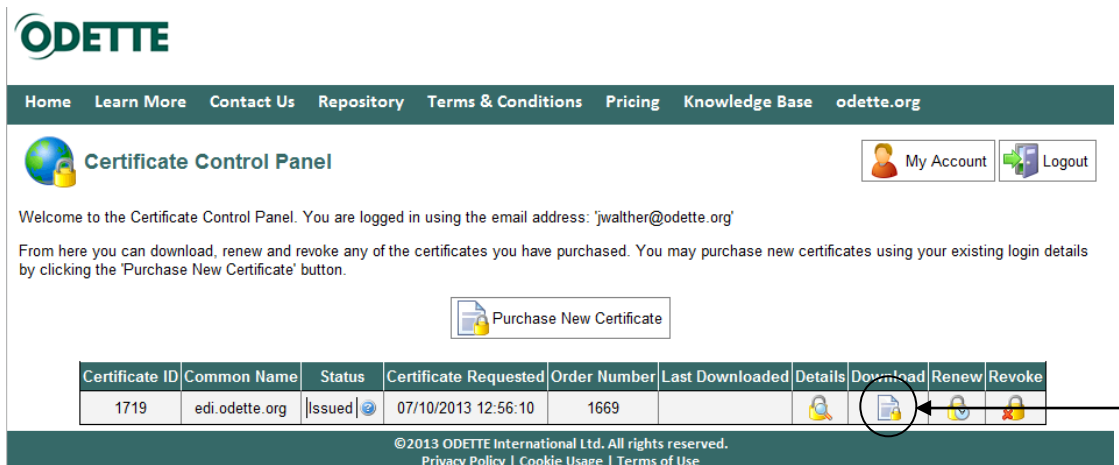 ODETTE
Home Learn More Contact Us Repository Terms & Conditions Pricing Knowledge Base odette.org
Certificate Control Panel
My Account
Logout
Welcome to the Certificate Control Panel. You are logged in using the email address: 'jwalther@odette.org'
From here you can download, renew and revoke any of the certificates you have purchased. You may purchase new certificates using your existing login details
by clicking the 'Purchase New Certificate' button.
Purchase New Certificate
Certificate ID Common Name Status Certificate Requested Order Number Last Downloaded Details Download Renew Revoke
1719 edi.odette.org Issued 07/10/2013 12:56:10 1669
©2013 ODETTE International Ltd. All rights reserved.
Privacy Policy | Cookie Usage | Terms of Use